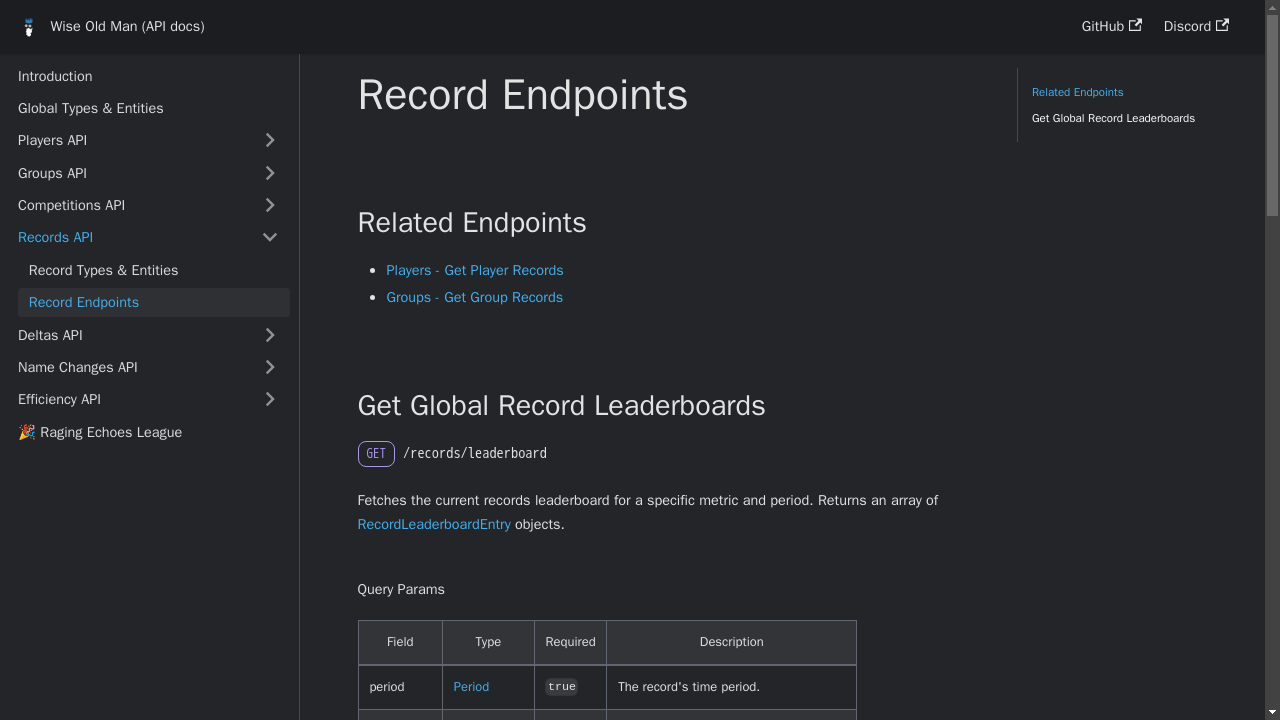 Wise Old Man (API docs)
GitHub
Discord
Introduction
Global Types & Entities
Players API
Groups API
Competitions API
Records API
Record Types & Entities
Record Endpoints
Deltas API
Name Changes API
Efficiency API
🎉 Raging Echoes League
Record Endpoints
Related Endpoints
Players - Get Player Records
Groups - Get Group Records
Get Global Record Leaderboards
GET /records/leaderboard
Fetches the current records leaderboard for a specific metric and period. Returns an array of
RecordLeaderboardEntry objects.
Query Params
Field Type Required Description
period Period true The record's time period.
Related Endpoints
Get Global Record Leaderboards